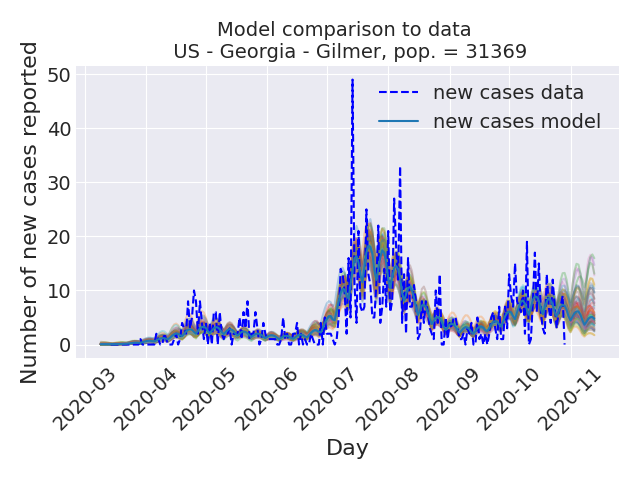 Model comparison to data
US - Georgia - Gilmer, pop. = 31369
Number of new cases reported
50
40
30
20
10
0
new cases data
new cases model
2020-03
2020-04
2020-05
2020-06
2020-07
2020-08
2020-09
2020-10
2020-11
Day